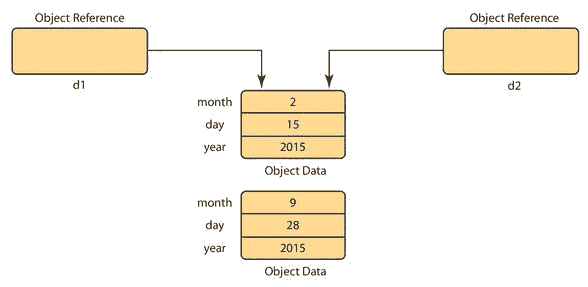 Object Reference Object Reference
d1 d2
month 2
day 15
year 2015
Object Data
month 9
day 28
year 2015
Object Data